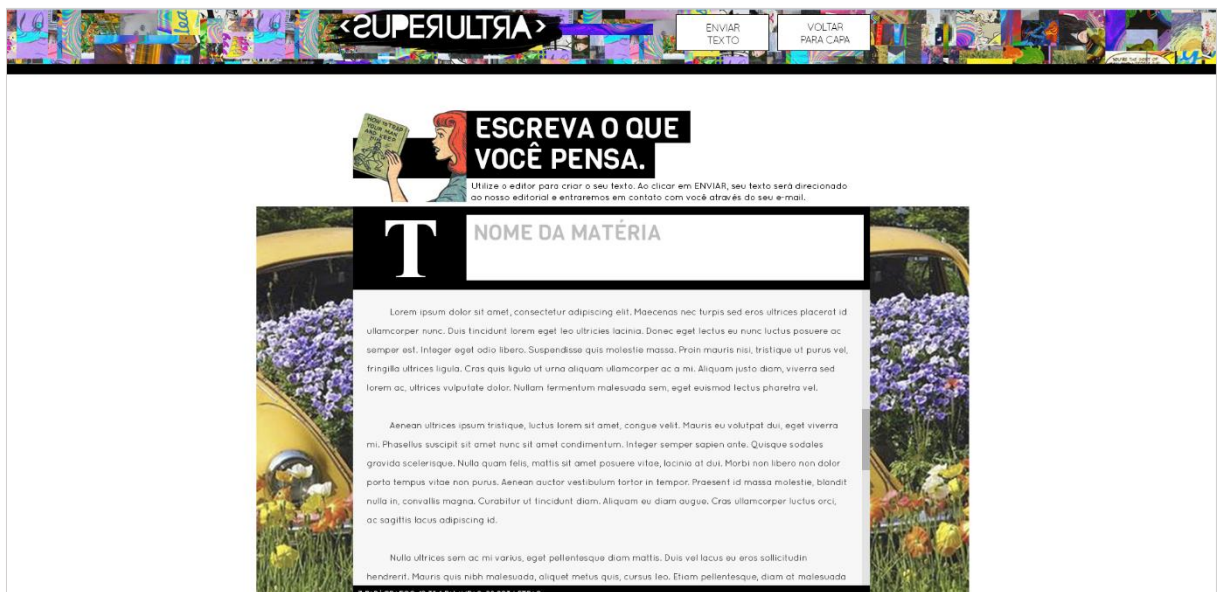 <SUPERULTRA>
ENVIAR
TEXTO
VOLTAR
PARA CAPA
HOW TO TRAP
YOUR MAN
AND KEEP
HIM
ESCREVA O QUE
VOCÊ PENSA.
Utilize o editor para criar o seu texto. Ao clicar em ENVIAR, seu texto será direcionado
ao nosso editorial e entraremos em contato com você através do seu e-mail.
T
NOME DA MATÉRIA
Lorem ipsum dolor sit amet, consectetur adipiscing elit. Maecenas nec turpis sed eros ultrices placerat id
ullamcorper nunc. Duis tincidunt lorem eget leo ultricies lacinia. Donec eget lectus eu nunc luctus posuere ac
semper est. Integer eget odio libero. Suspendisse quis molestie massa. Proin mauris nisi, tristique ut purus vel,
fringilla ultrices ligula. Cras quis ligula ut urna aliquam ullamcorper ac a mi. Aliquam justo diam, viverra sed
lorem ac, ultrices vulputate dolor. Nullam fermentum malesuada sem, eget euismod lectus pharetra vel.
Aenean ultrices ipsum tristique, luctus lorem sit amet, congue velit. Mauris eu volutpat dui, eget viverra
mi. Phasellus suscipit sit amet nunc sit amet condimentum. Integer semper sapien ante. Quisque sodales
gravida scelerisque. Nulla quam felis, mattis sit amet posuere vitae, lacinia at dui. Morbi non libero non dolor
porta tempus vitae non purus. Aenean auctor vestibulum tortor in tempor. Praesent id massa molestie, blandit
nulla in, convallis magna. Curabitur ut tincidunt diam. Aliquam eu diam augue. Cras ullamcorper luctus orci,
ac sagittis lacus adipiscing id.
Nulla ultrices sem ac mi varius, eget pellentesque diam mattis. Duis vel lacus eu eros sollicitudin
hendrerit. Mauris quis nibh malesuada, aliquet metus quis, cursus leo. Etiam pellentesque, diam at malesuada